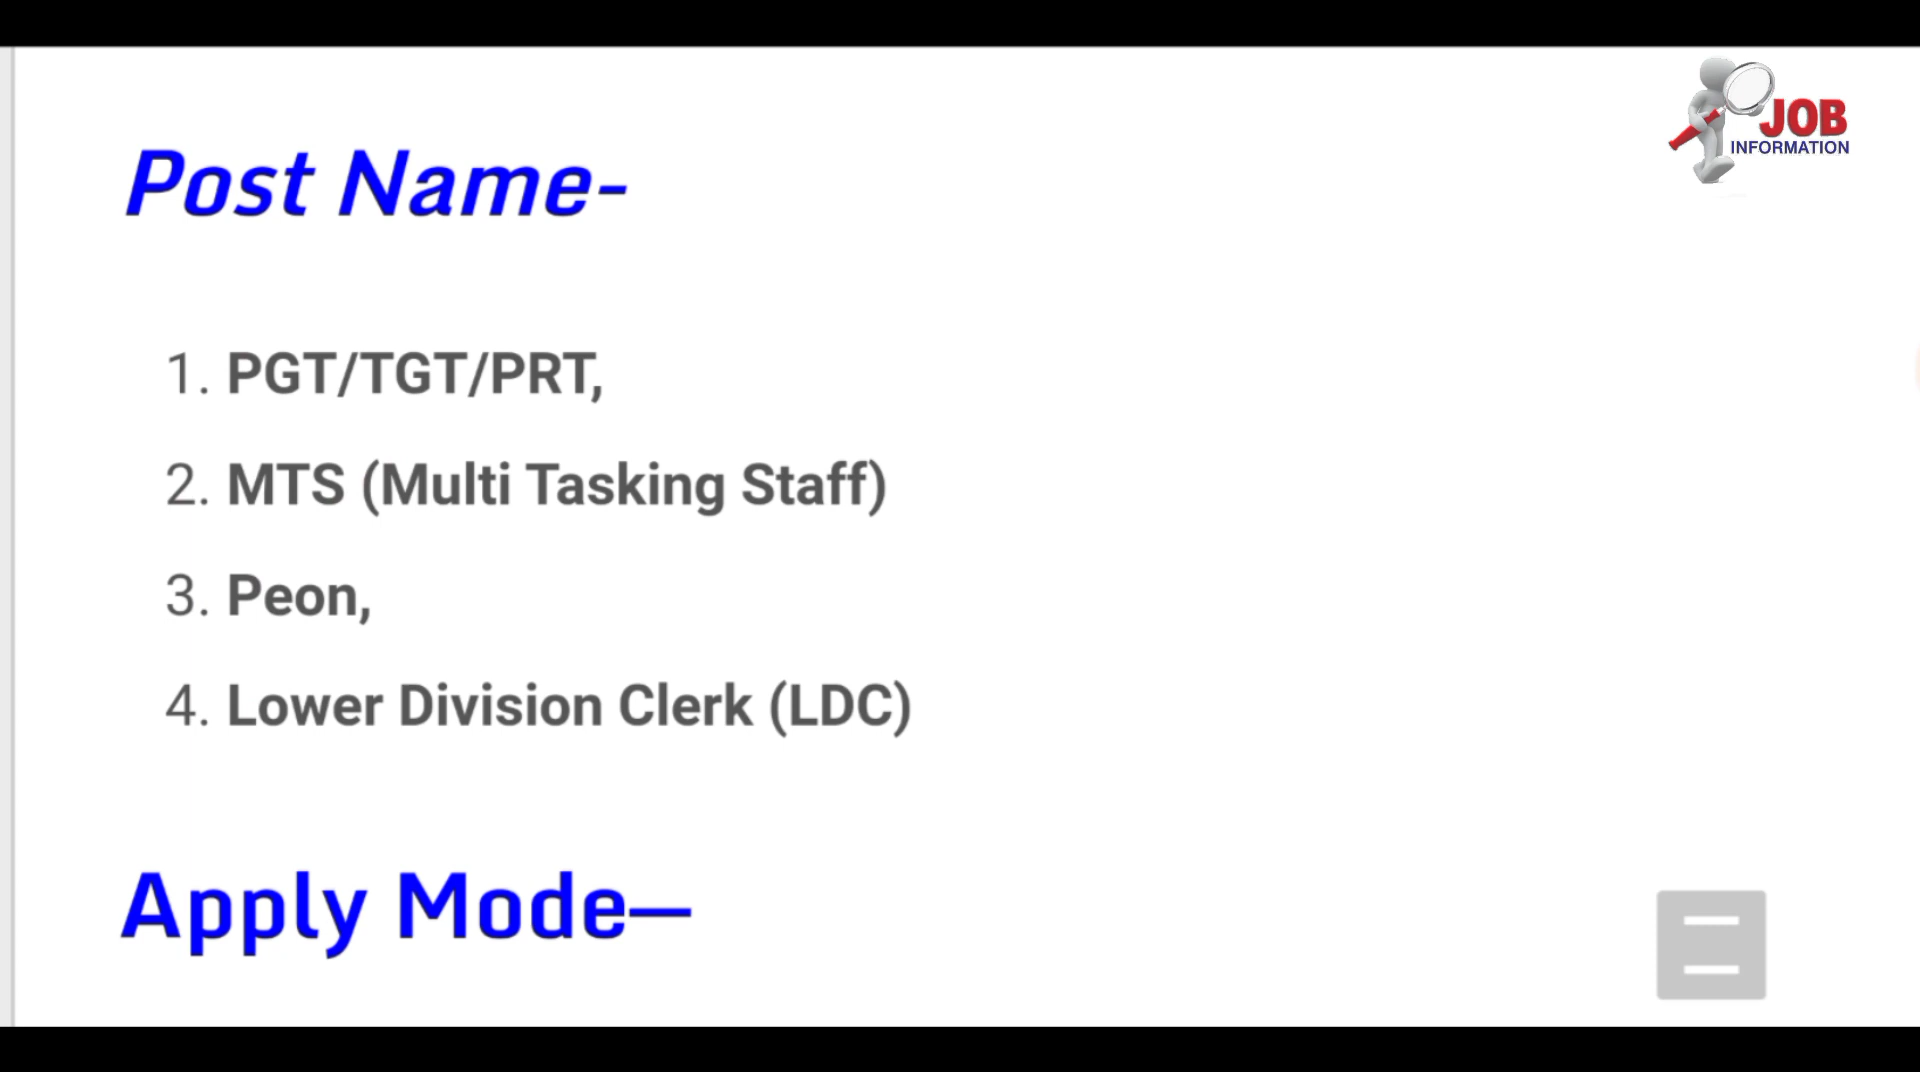 JOB
INFORMATION
Post Name-
1. PGT/TGT/PRT,
2. MTS (Multi Tasking Staff)
3. Peon,
4. Lower Division Clerk (LDC)
Apply Mode—